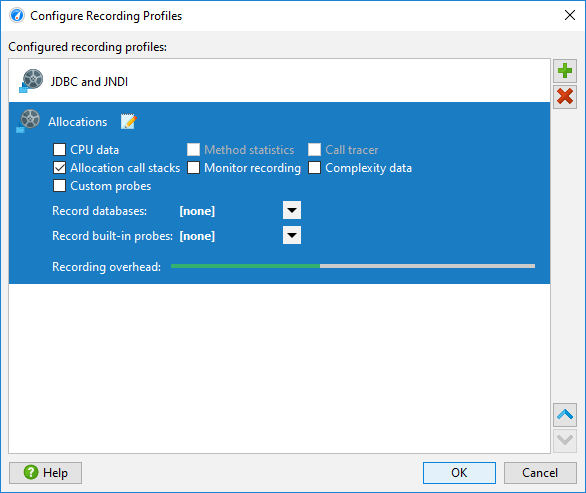 Configure Recording Profiles
Configured recording profiles:
JDBC and JNDI
Allocations
CPU data Method statistics Call tracer
Allocation call stacks Monitor recording Complexity data
Custom probes
Record databases: [none]
Record built-in probes: [none]
Recording overhead:
Help OK Cancel